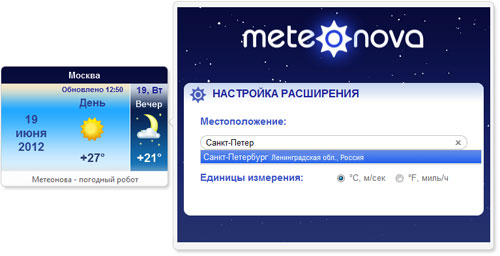 Москва
Обновлено 12:50
19, Вт
День
Вечер
19
июня
2012
+27°
+21°
Метеонова - погодный робот
meteonova
НАСТРОЙКА РАСШИРЕНИЯ
Местоположение:
Санкт-Петер
Санкт-Петербург Ленинградская обл., Россия
Единицы измерения: °C, м/сек °F, миль/ч